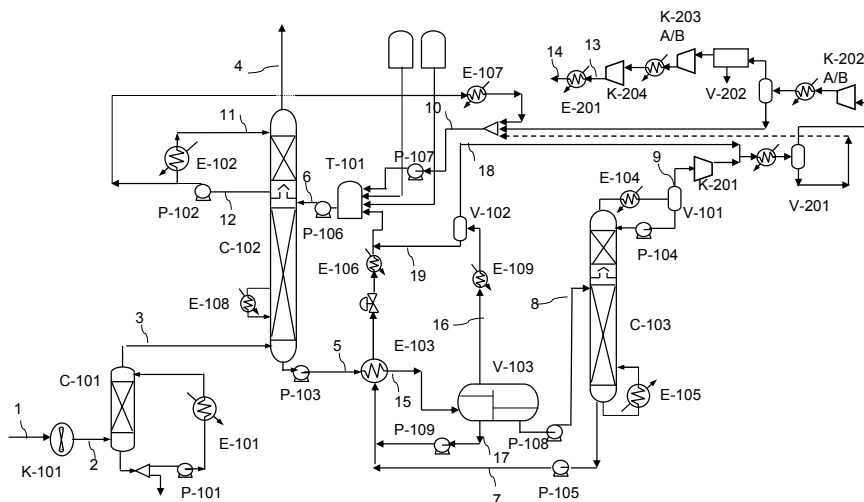 K-203
A/B
14
13
K-202
A/B
4
E-107
K-204
V-202
E-201
10
11
E-102
T-101
P-107
18
9
E-104
K-201
6
P-102
12
P-106
V-102
V-101
V-201
C-102
P-104
19
E-106
E-109
E-108
8
16
C-103
3
5
E-103
V-103
C-101
P-103
15
E-105
1
E-101
P-109
P-108
2
17
K-101
P-101
7
P-105